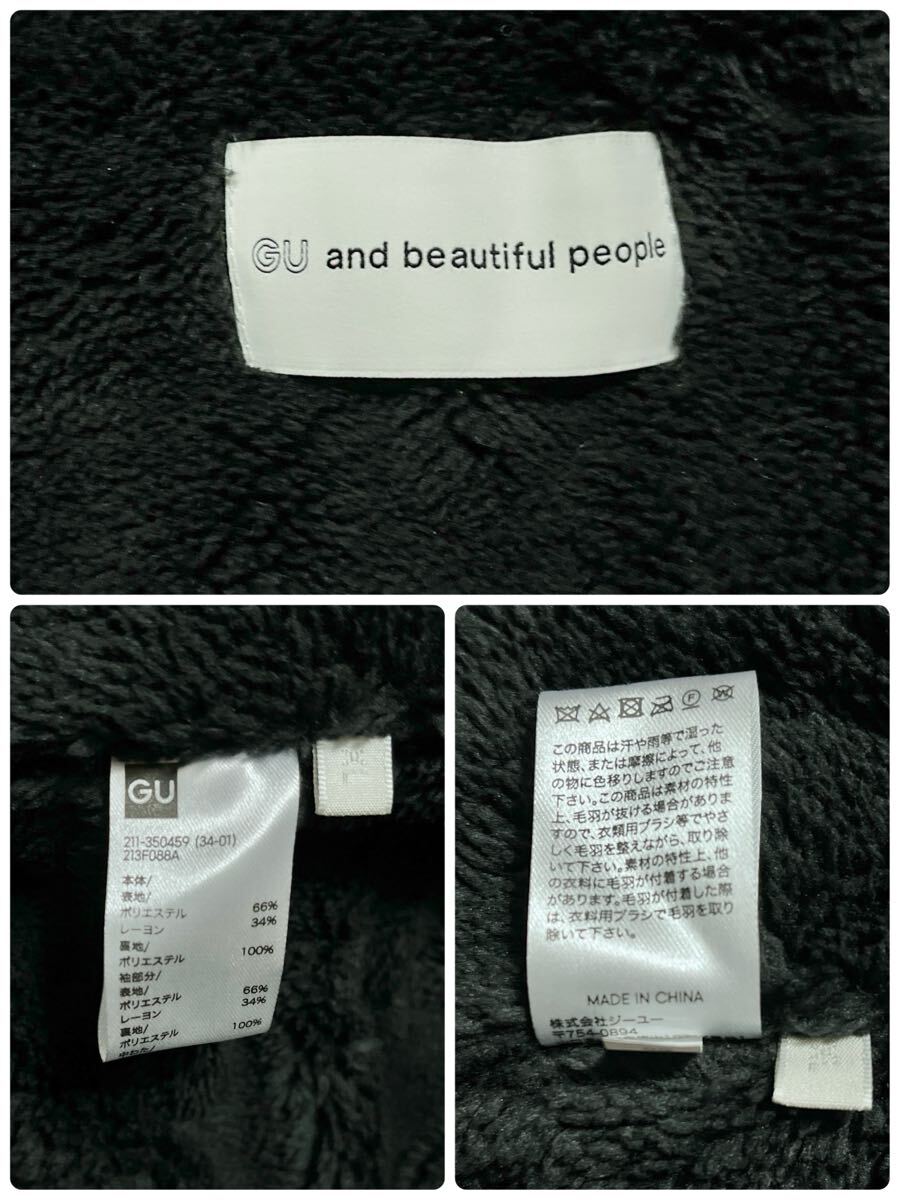 GU and beautiful people
GU
211-350459 (34-01)
213F088A
本体/
表地/
ポリエステル 66%
レーヨン 34%
裏地/
ポリエステル 100%
袖部分/
表地/
ポリエステル 66%
レーヨン 34%
裏地/
ポリエステル 100%
中わた/
F
W
この商品は汗や雨等で湿った
状態、または摩擦によって、他
の物に色移りしますのでご注意
下さい。この商品は素材の特性
上、毛羽が抜ける場合がありま
すので、衣類用ブラシ等でやさ
しく毛羽を整えながら、取り除
いて下さい。素材の特性上、他
の衣料に毛羽が付着する場合
があります。毛羽が付着した際
は、衣料用ブラシで毛羽を取り
除いて下さい。
MADE IN CHINA
株式会社ジーユー
〒754-0894